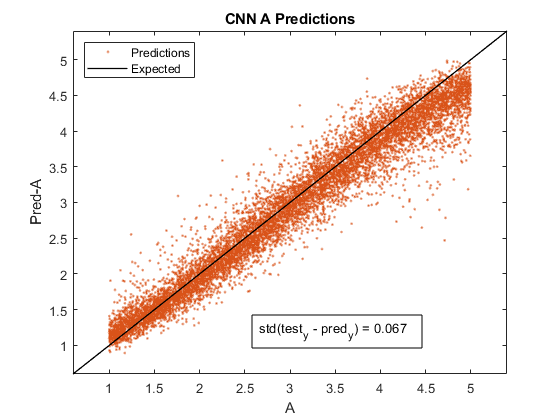 CNN A Predictions
Predictions
Expected
5
4.5
4
3.5
3
2.5
2
1.5
1
Pred-A
std(test_y - pred_y) = 0.067
1 1.5 2 2.5 3 3.5 4 4.5 5
A